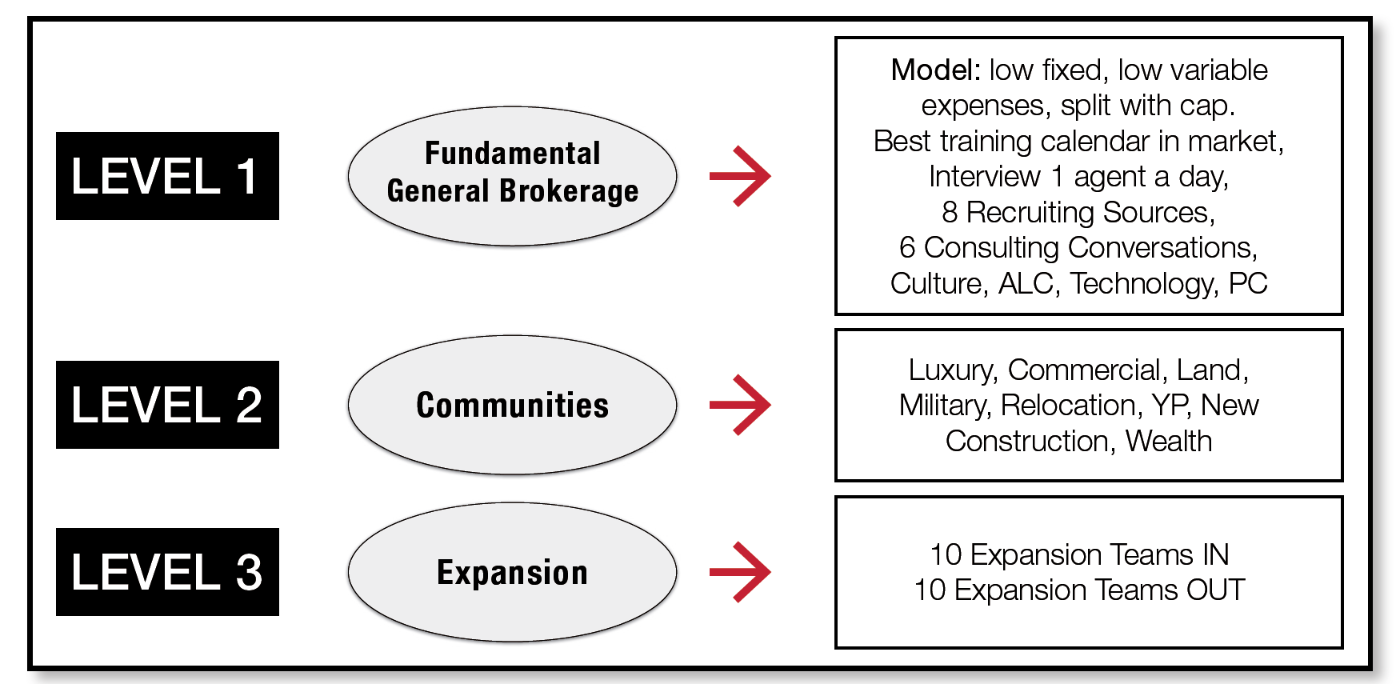 LEVEL 1
Fundamental
General Brokerage
Model: low fixed, low variable
expenses, split with cap.
Best training calendar in market,
Interview 1 agent a day,
8 Recruiting Sources,
6 Consulting Conversations,
Culture, ALC, Technology, PC
LEVEL 2
Communities
Luxury, Commercial, Land,
Military, Relocation, YP, New
Construction, Wealth
LEVEL 3
Expansion
10 Expansion Teams IN
10 Expansion Teams OUT